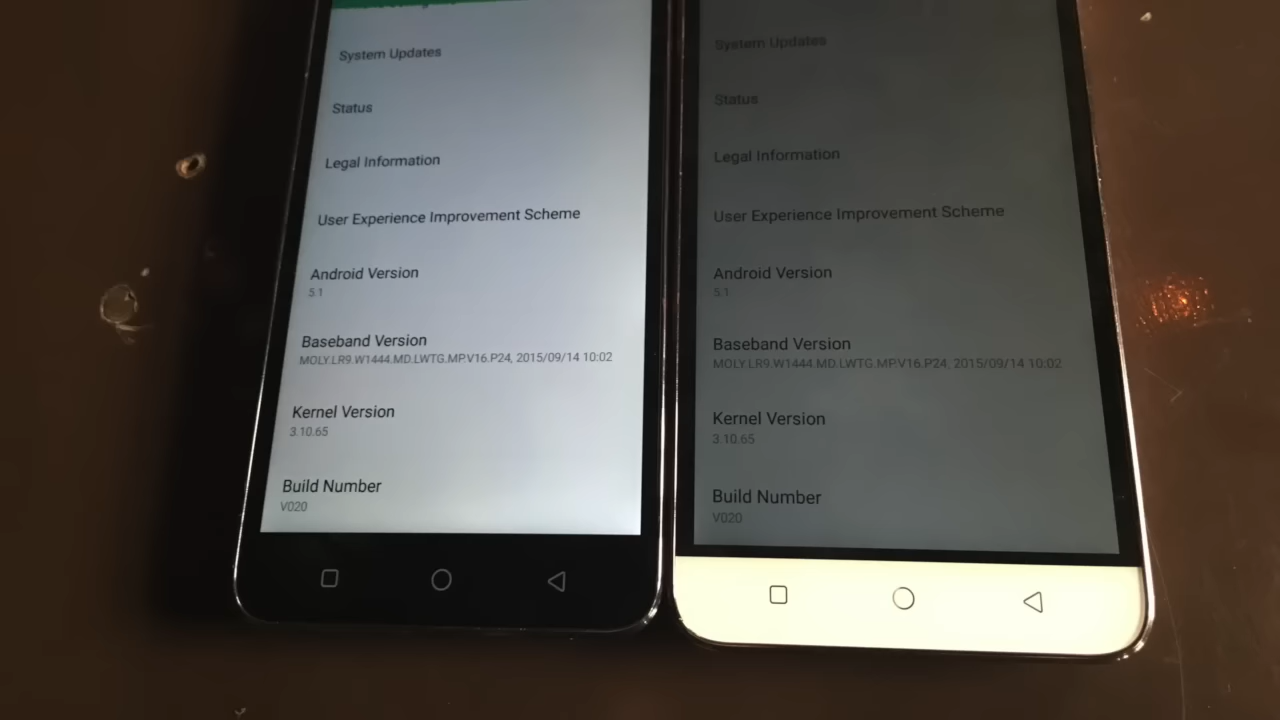 System Updates
Status
Legal Information
User Experience Improvement Scheme
Android Version
5.1
Baseband Version
MOLY.LR9.W1444.MD.LWTG.MP.V16.P24, 2015/09/14 10:02
Kernel Version
3.10.65
Build Number
V020
System Updates
Status
Legal Information
User Experience Improvement Scheme
Android Version
5.1
Baseband Version
MOLY.LR9.W1444.MD.LWTG.MP.V16.P24, 2015/09/14 10:02
Kernel Version
3.10.65
Build Number
V020